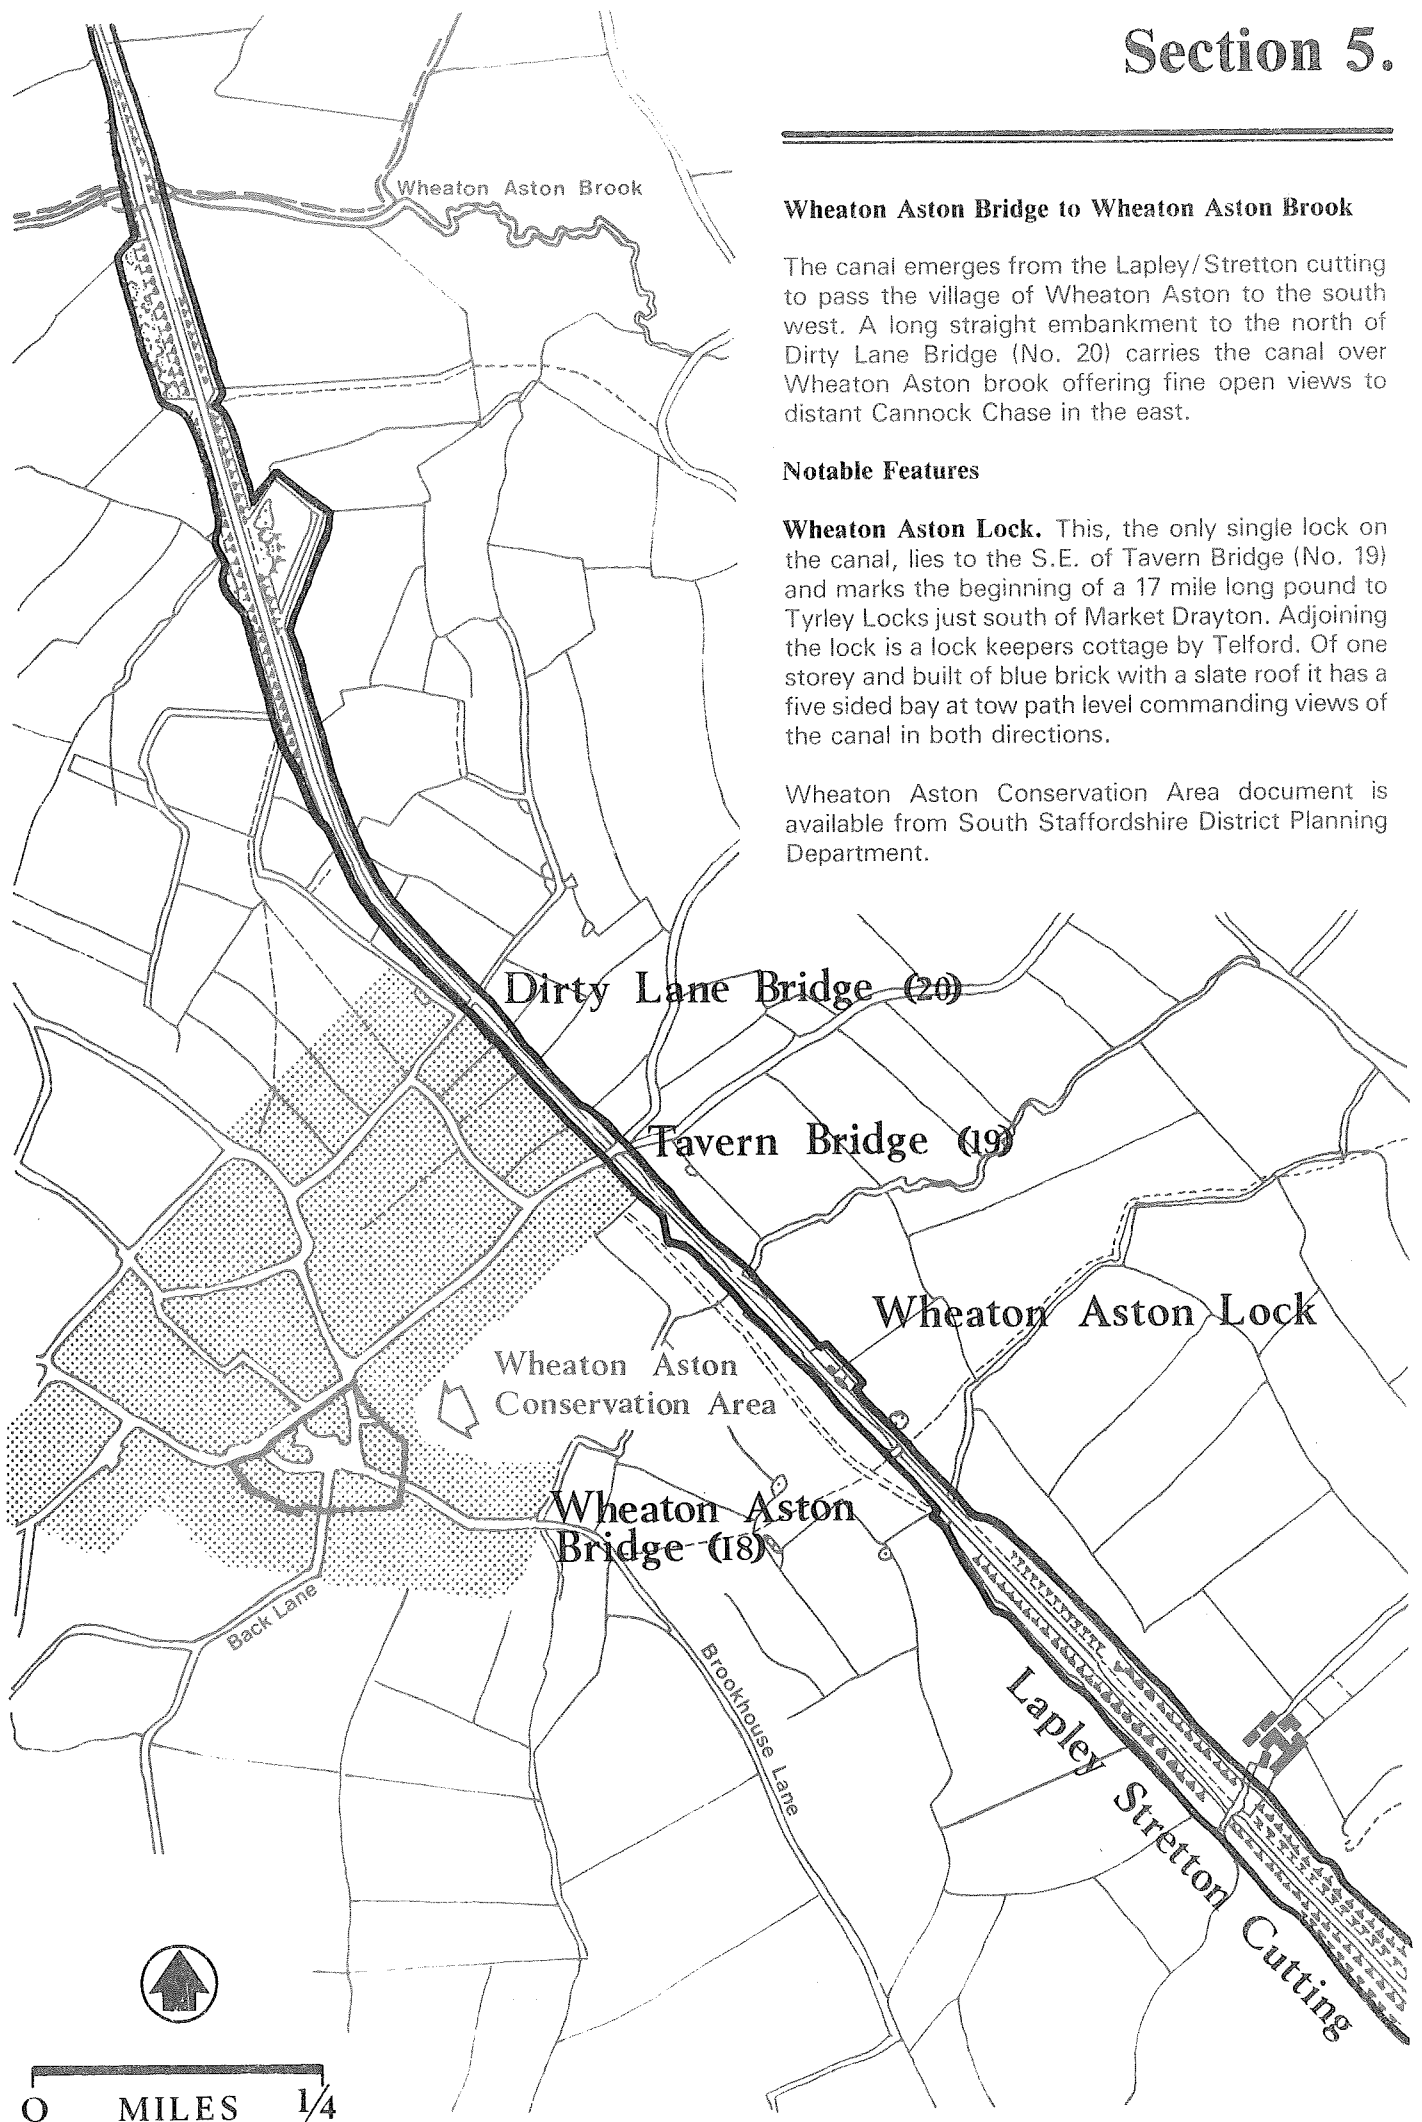 Section 5.
Wheaton Aston Bridge to Wheaton Aston Brook
The canal emerges from the Lapley/Stretton cutting
to pass the village of Wheaton Aston to the south
west. A long straight embankment to the north of
Dirty Lane Bridge (No. 20) carries the canal over
Wheaton Aston brook offering fine open views to
distant Cannock Chase in the east.
Notable Features
Wheaton Aston Lock. This, the only single lock on
the canal, lies to the S.E. of Tavern Bridge (No. 19)
and marks the beginning of a 17 mile long pound to
Tyrley Locks just south of Market Drayton. Adjoining
the lock is a lock keepers cottage by Telford. Of one
storey and built of blue brick with a slate roof it has a
five sided bay at tow path level commanding views of
the canal in both directions.
Wheaton Aston Conservation Area document is
available from South Staffordshire District Planning
Department.
Wheaton Aston Brook
Dirty Lane Bridge (20)
Tavern Bridge (19)
Wheaton Aston Lock
Wheaton Aston
Conservation Area
Wheaton Aston
Bridge (18)
Back Lane
Brookhouse Lane
Lapley Stretton Cutting
O MILES 1/4